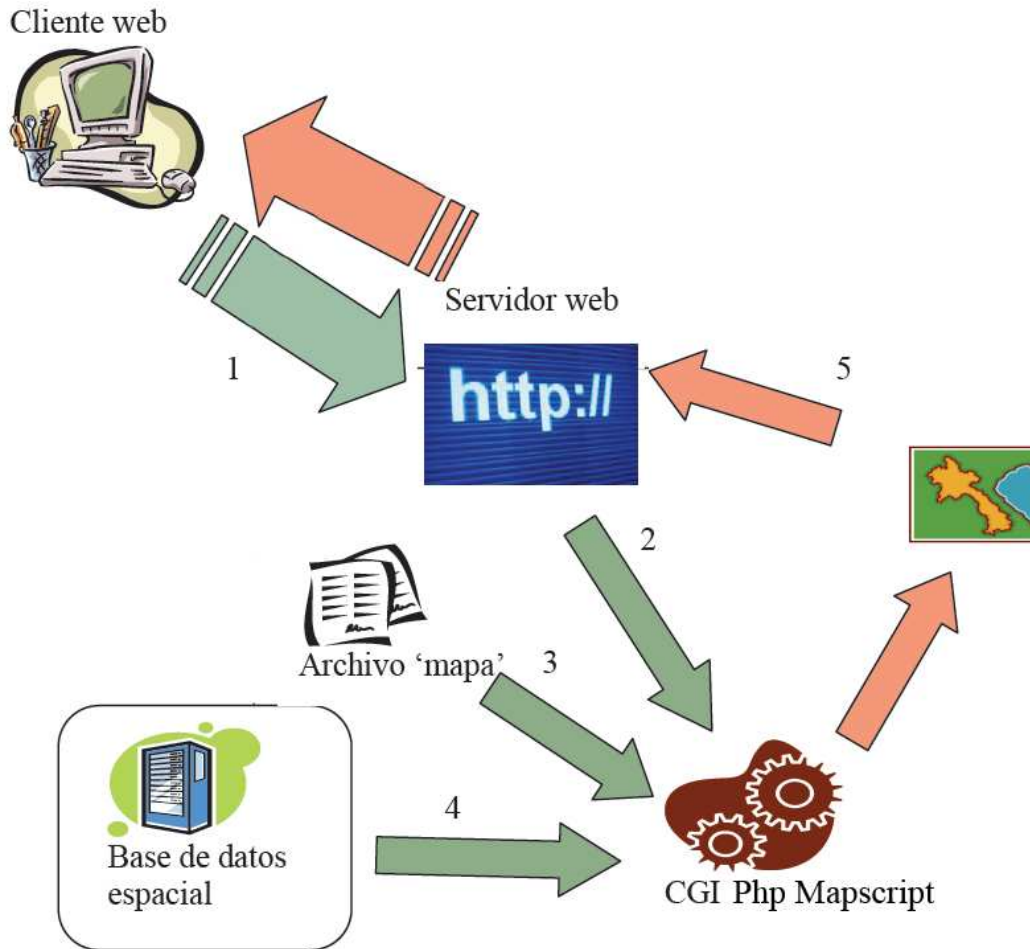 Cliente web
Servidor web
1
http://
5
2
Archivo ‘mapa’
3
4
Base de datos
espacial
CGI Php Mapscript